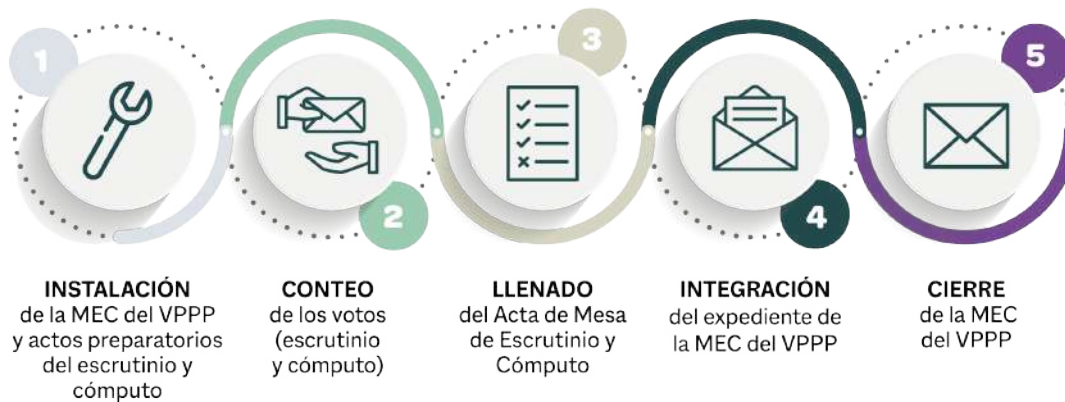 1
INSTALACIÓN
de la MEC del VPPP
y actos preparatorios
del escrutinio y
cómputo
2
CONTEO
de los votos
(escrutinio
y cómputo)
3
LLENADO
del Acta de Mesa
de Escrutinio y
Cómputo
4
INTEGRACIÓN
del expediente de
la MEC del VPPP
5
CIERRE
de la MEC
del VPPP